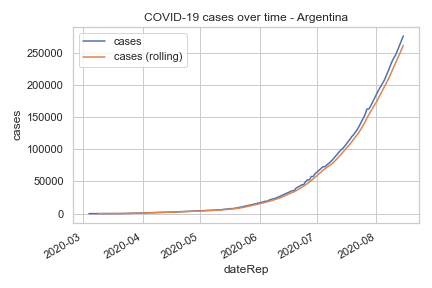 COVID-19 cases over time - Argentina
cases
cases (rolling)
250000
200000
150000
100000
50000
0
cases
2020-03
2020-04
2020-05
2020-06
2020-07
2020-08
dateRep